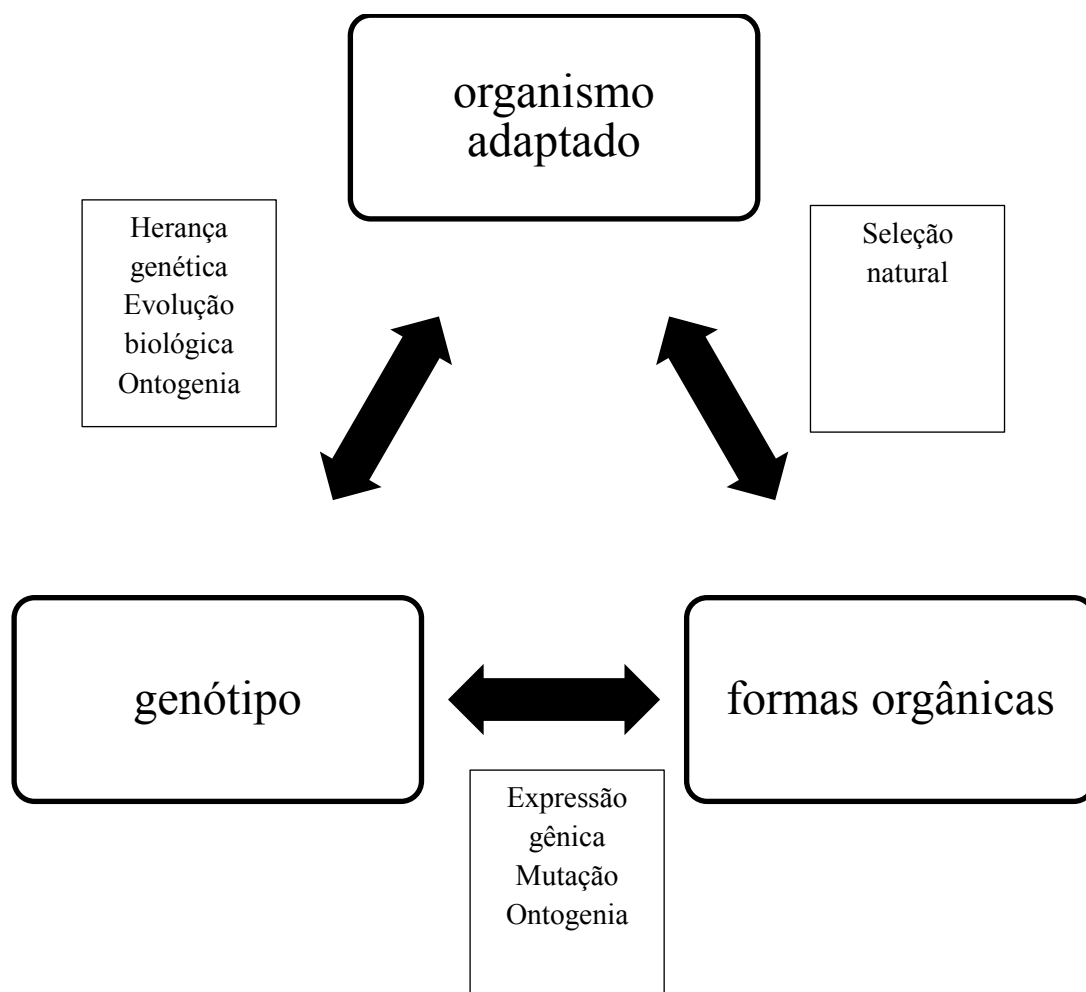 organismo
adaptado
Herança
genética
Evolução
biológica
Ontogenia
Seleção
natural
genótipo
formas orgânicas
Expressão
gênica
Mutação
Ontogenia